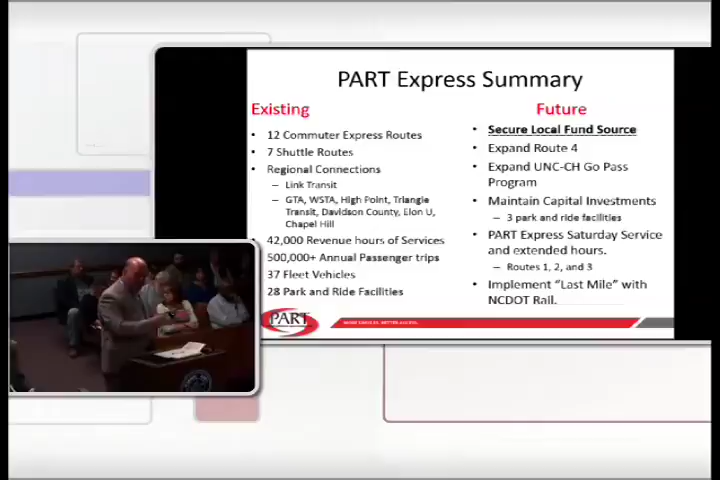 PART Express Summary
Existing
• 12 Commuter Express Routes
• 7 Shuttle Routes
• Regional Connections
– Link Transit
– GTA, WSTA, High Point, Triangle
Transit, Davidson County, Elon U,
Chapel Hill
• 42,000 Revenue hours of Services
500,000+ Annual Passenger trips
37 Fleet Vehicles
28 Park and Ride Facilities
Future
• Secure Local Fund Source
• Expand Route 4
• Expand UNC-CH Go Pass
Program
• Maintain Capital Investments
– 3 park and ride facilities
• PART Express Saturday Service
and extended hours.
– Routes 1, 2, and 3
• Implement “Last Mile” with
NCDOT Rail.
PART